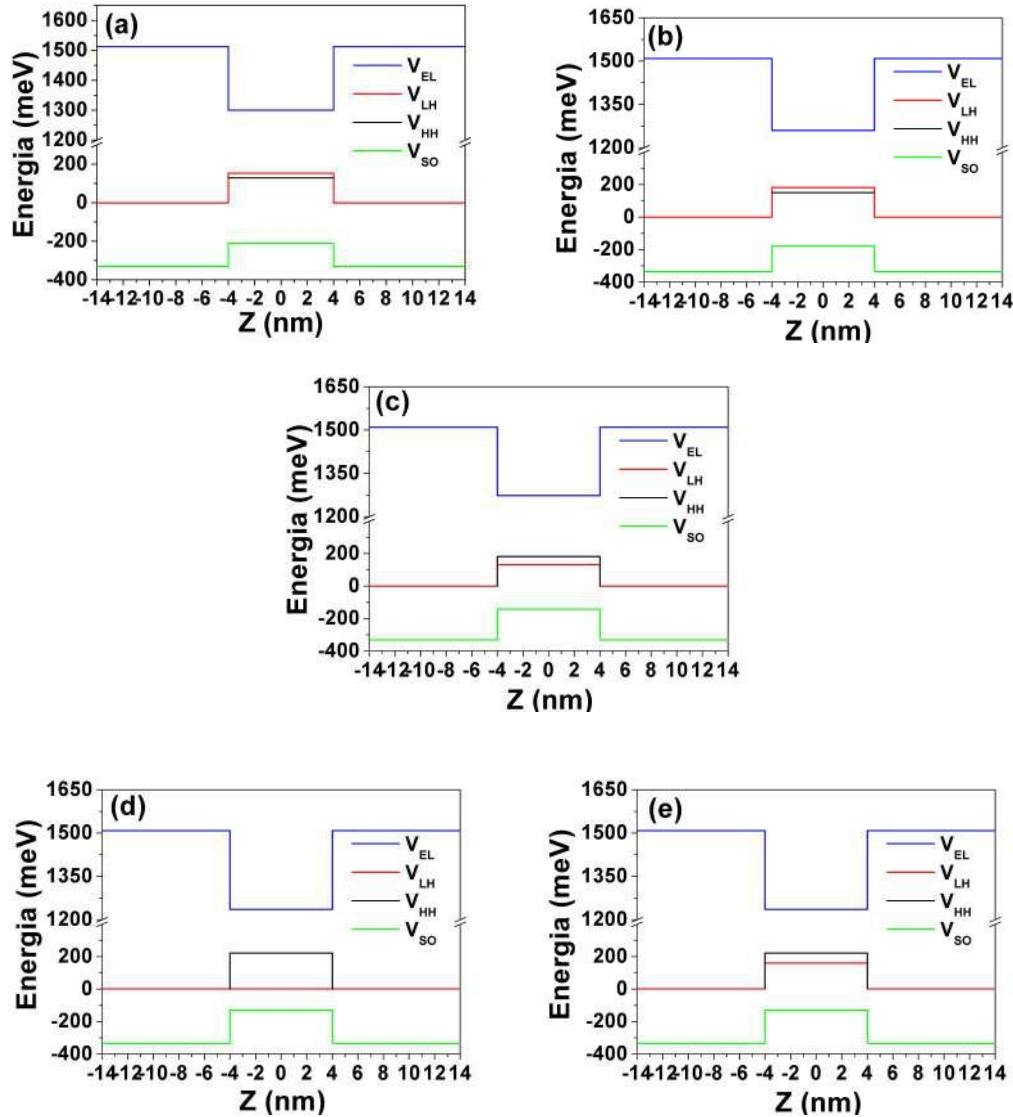 (a)
Energia (meV)
1600
1500
1400
1300
1200
200
0
-200
-400
V_EL
V_LH
V_HH
V_SO
-14 -12 -10 -8 -6 -4 -2 0 2 4 6 8 10 12 14
Z (nm)
(b)
Energia (meV)
1650
1500
1350
1200
200
0
-200
-400
V_EL
V_LH
V_HH
V_SO
-14 -12 -10 -8 -6 -4 -2 0 2 4 6 8 10 12 14
Z (nm)
(c)
Energia (meV)
1650
1500
1350
1200
200
0
-200
-400
V_EL
V_LH
V_HH
V_SO
-14 -12 -10 -8 -6 -4 -2 0 2 4 6 8 10 12 14
Z (nm)
(d)
Energia (meV)
1650
1500
1350
1200
200
0
-200
-400
V_EL
V_LH
V_HH
V_SO
-14 -12 -10 -8 -6 -4 -2 0 2 4 6 8 10 12 14
Z (nm)
(e)
Energia (meV)
1650
1500
1350
1200
200
0
-200
-400
V_EL
V_LH
V_HH
V_SO
-14 -12 -10 -8 -6 -4 -2 0 2 4 6 8 10 12 14
Z (nm)